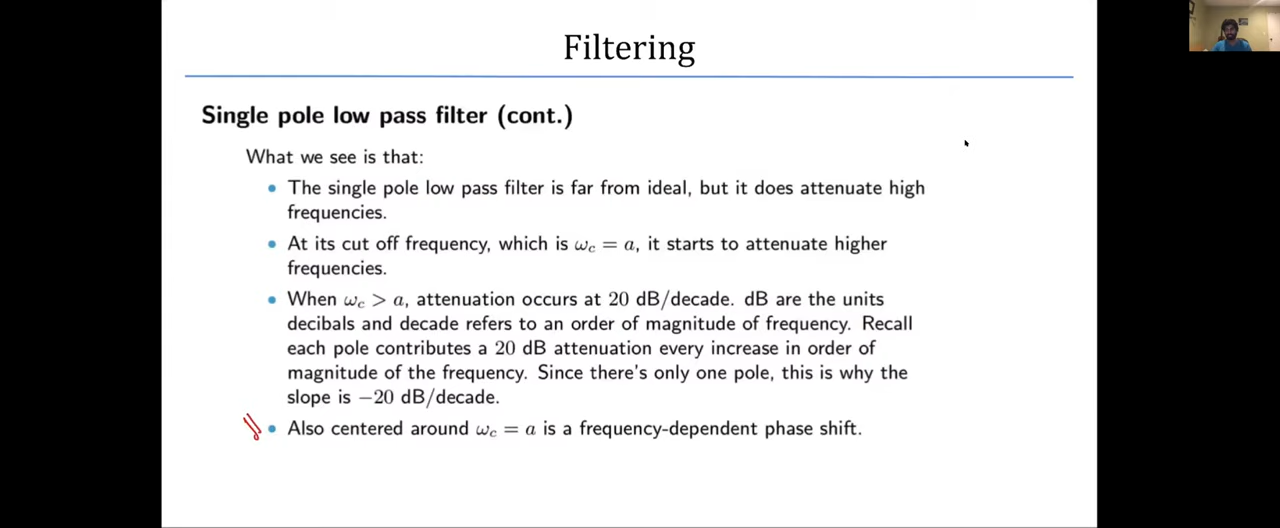 Filtering
Single pole low pass filter (cont.)
What we see is that:
• The single pole low pass filter is far from ideal, but it does attenuate high
frequencies.
• At its cut off frequency, which is ω_c = a, it starts to attenuate higher
frequencies.
• When ω_c > a, attenuation occurs at 20 dB/decade. dB are the units
decibals and decade refers to an order of magnitude of frequency. Recall
each pole contributes a 20 dB attenuation every increase in order of
magnitude of the frequency. Since there's only one pole, this is why the
slope is −20 dB/decade.
• Also centered around ω_c = a is a frequency-dependent phase shift.